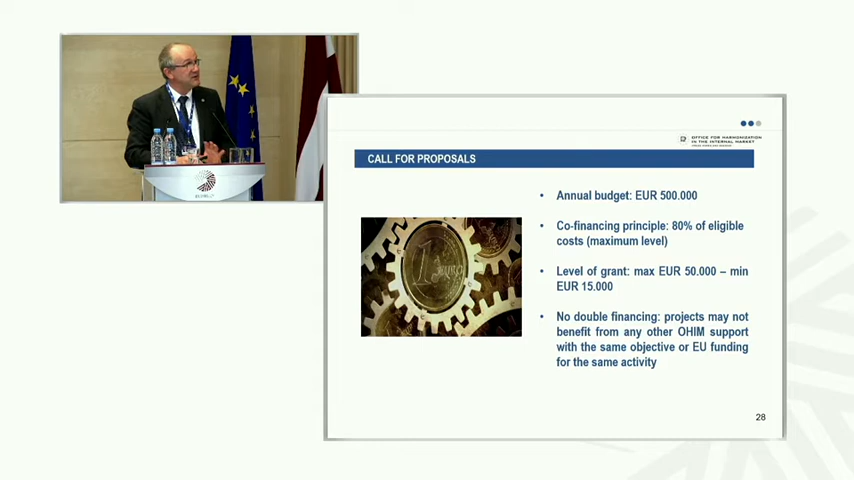 OFFICE FOR HARMONIZATION
IN THE INTERNAL MARKET
CALL FOR PROPOSALS
• Annual budget: EUR 500.000
• Co-financing principle: 80% of eligible
costs (maximum level)
• Level of grant: max EUR 50.000 – min
EUR 15.000
• No double financing: projects may not
benefit from any other OHIM support
with the same objective or EU funding
for the same activity
28